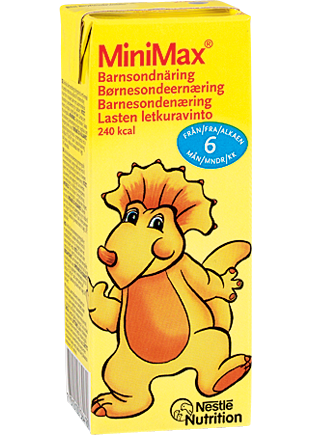 MiniMax®
Barnsondnäring
Børnesondeernæring
Barnesondenæring
Lasten letkuravinto
240 kcal
FRÅN/FRA/ALKAEN
6
MÅN/MNDR/KK
Nestlé
Nutrition